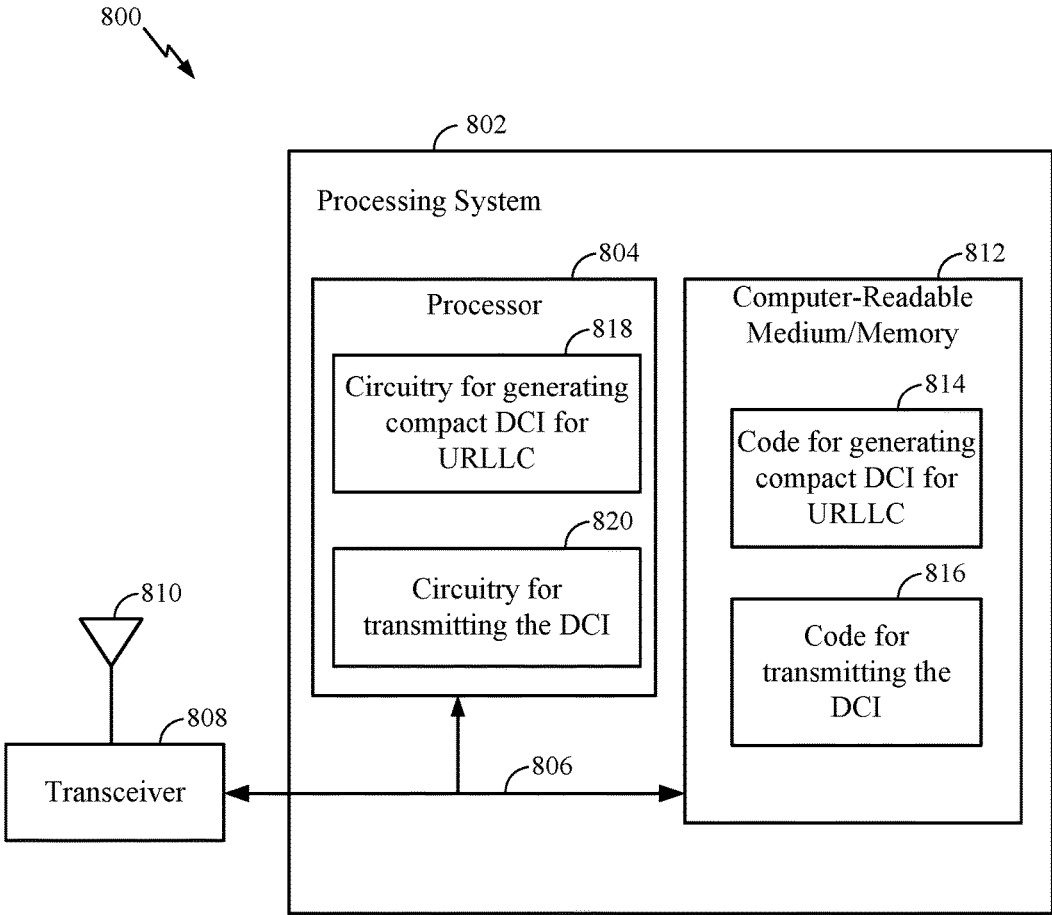 800
802
Processing System
804
Processor
818
Circuitry for generating
compact DCI for
URLLC
820
Circuitry for
transmitting the DCI
812
Computer-Readable
Medium/Memory
814
Code for generating
compact DCI for
URLLC
816
Code for
transmitting the
DCI
810
808
Transceiver
806